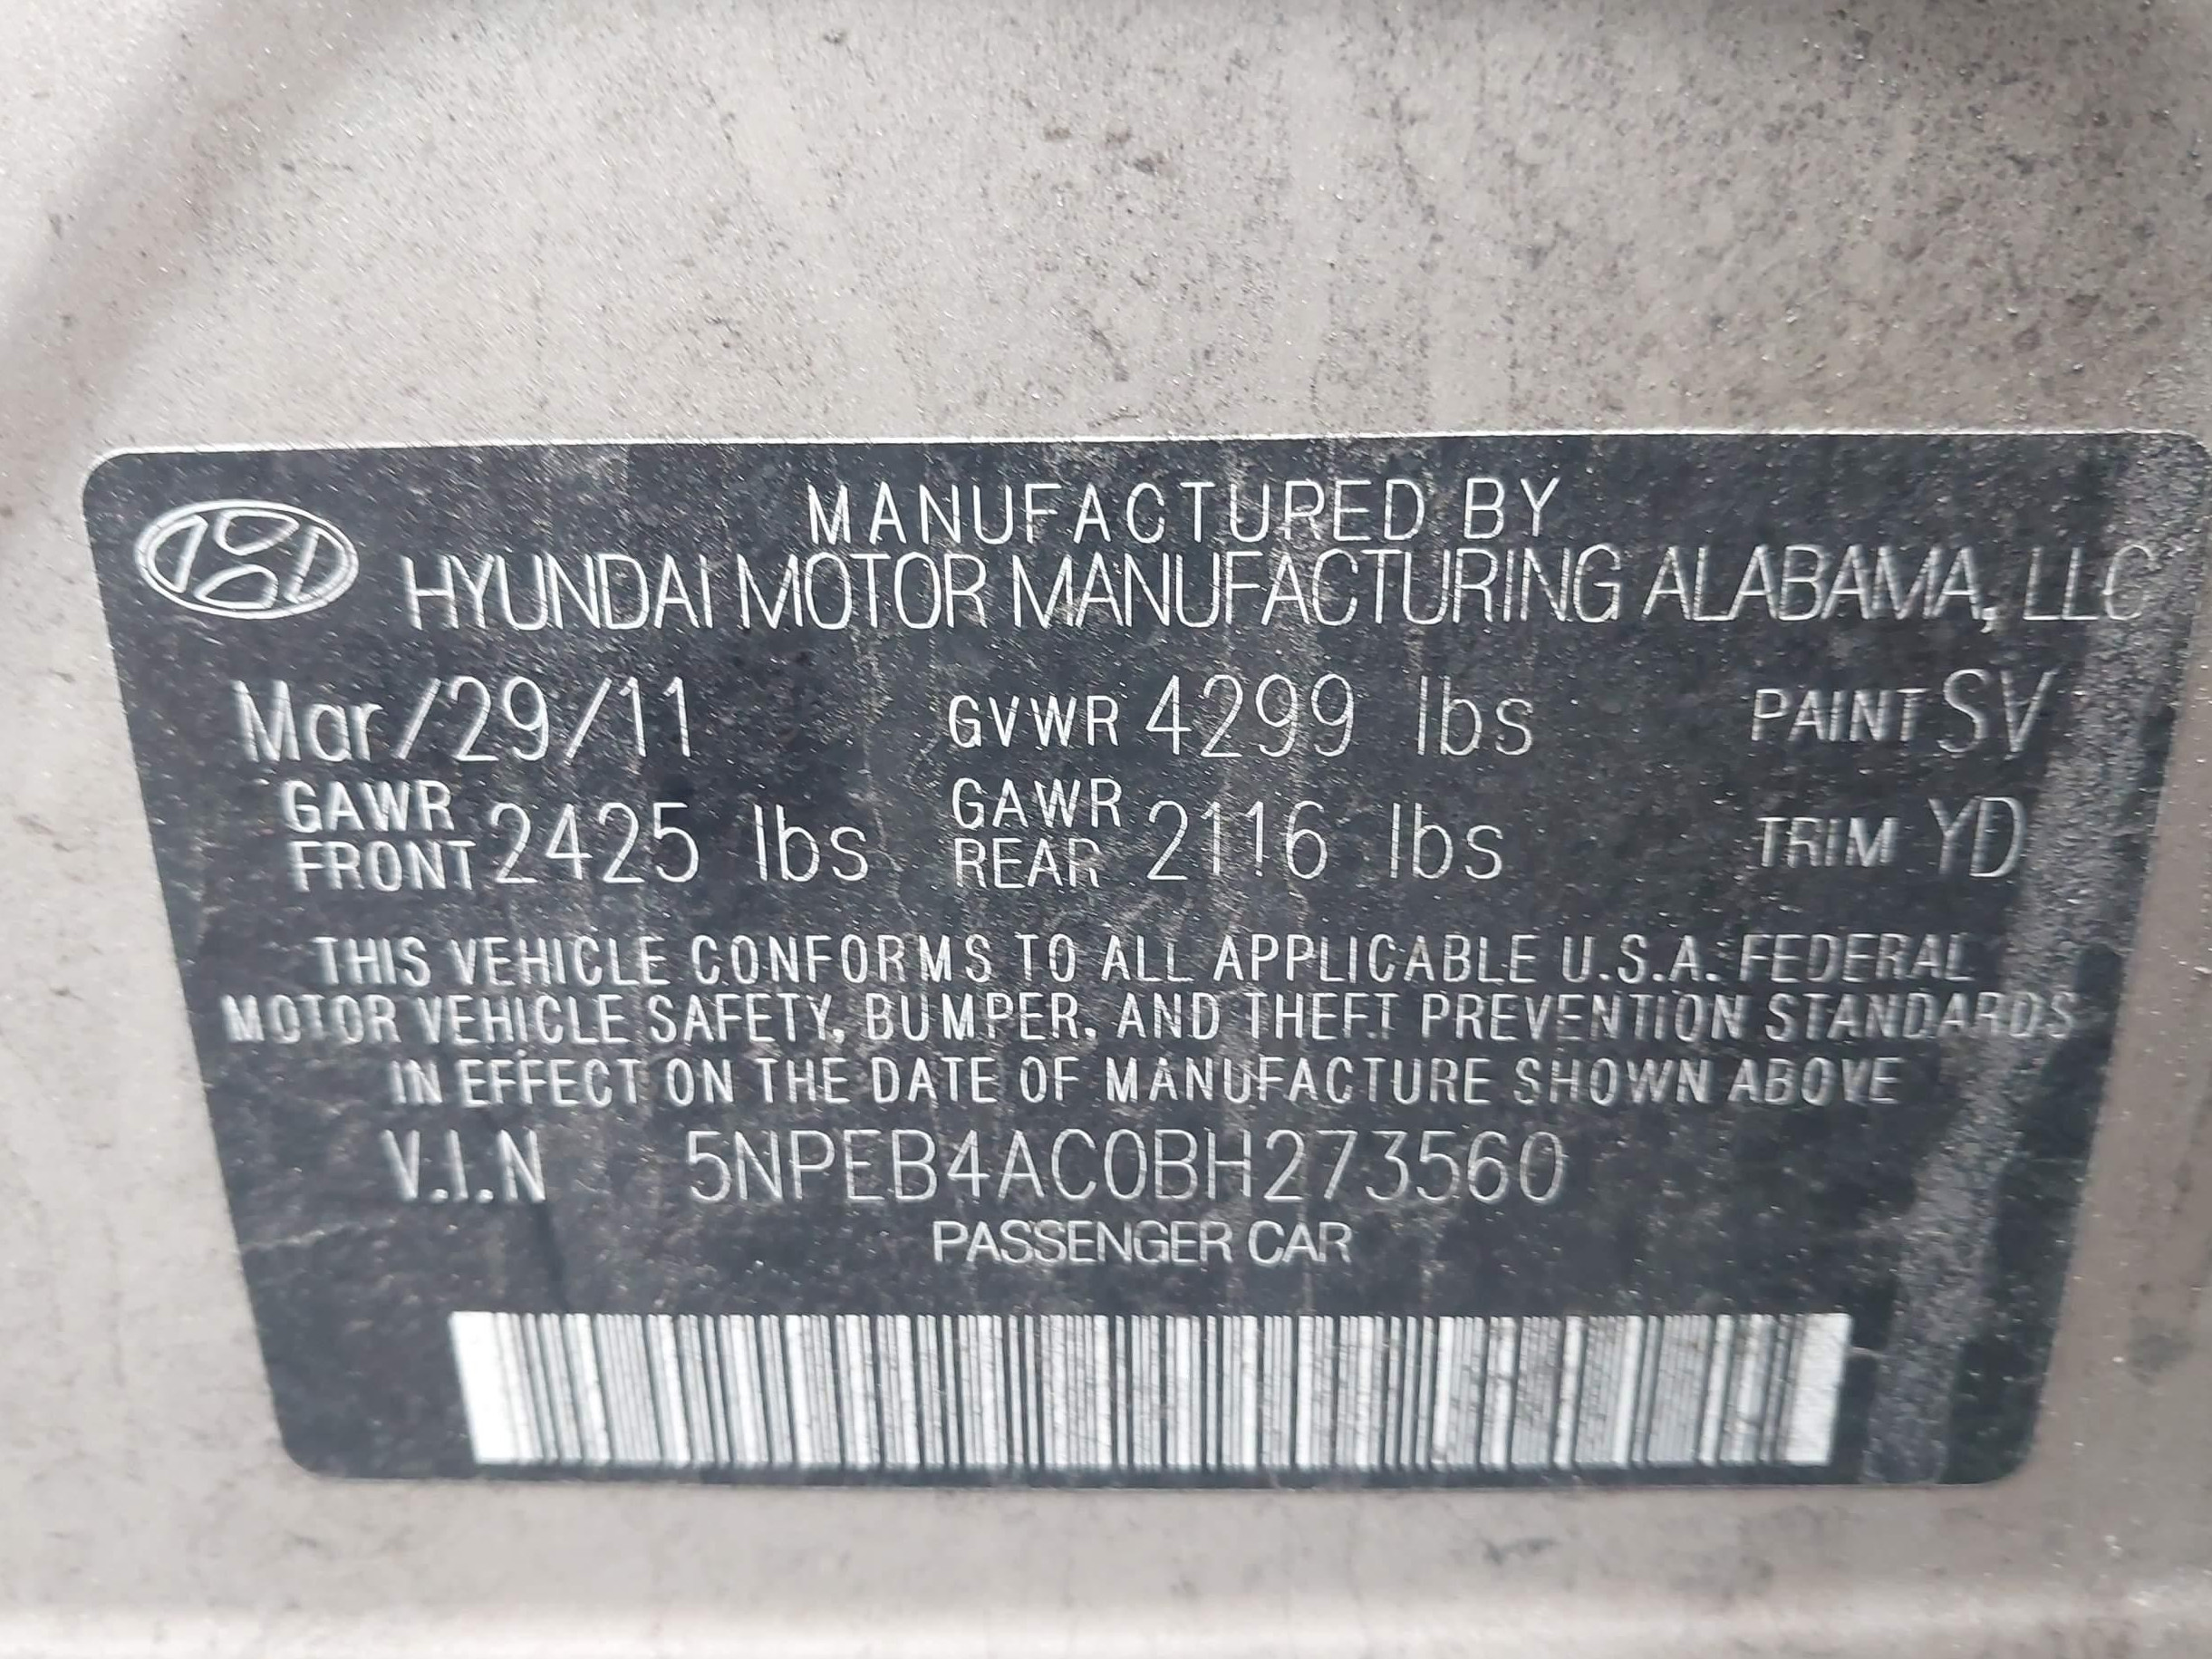 MANUFACTURED BY
HYUNDAI MOTOR MANUFACTURING ALABAMA, LLC
Mar/29/11 GVWR 4299 lbs PAINT SV
GAWR FRONT 2425 lbs GAWR REAR 2116 lbs TRIM YD
THIS VEHICLE CONFORMS TO ALL APPLICABLE U.S.A. FEDERAL
MOTOR VEHICLE SAFETY, BUMPER, AND THEFT PREVENTION STANDARDS
IN EFFECT ON THE DATE OF MANUFACTURE SHOWN ABOVE
V.I.N 5NPEB4AC0BH273560
PASSENGER CAR